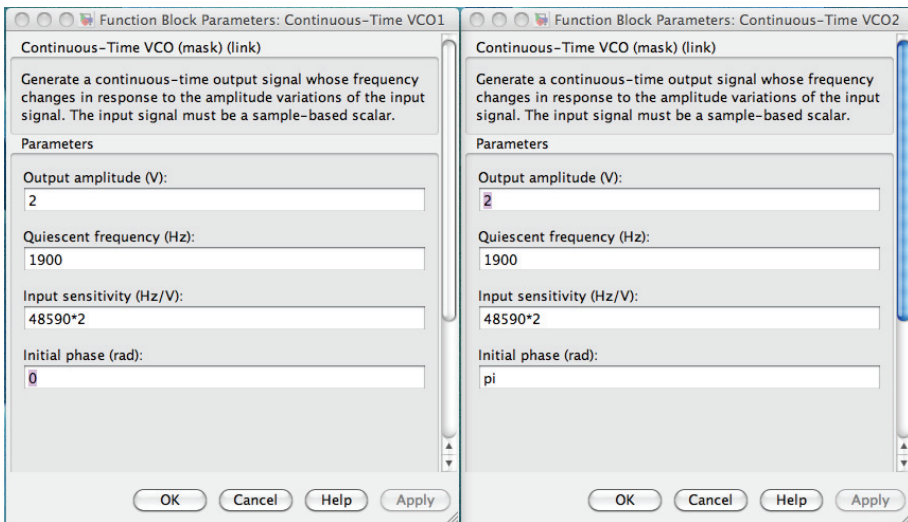 Function Block Parameters: Continuous-Time VCO1
Continuous-Time VCO (mask) (link)
Generate a continuous-time output signal whose frequency
changes in response to the amplitude variations of the input
signal. The input signal must be a sample-based scalar.
Parameters
Output amplitude (V):
2
Quiescent frequency (Hz):
1900
Input sensitivity (Hz/V):
48590*2
Initial phase (rad):
0
OK Cancel Help Apply
Function Block Parameters: Continuous-Time VCO2
Continuous-Time VCO (mask) (link)
Generate a continuous-time output signal whose frequency
changes in response to the amplitude variations of the input
signal. The input signal must be a sample-based scalar.
Parameters
Output amplitude (V):
2
Quiescent frequency (Hz):
1900
Input sensitivity (Hz/V):
48590*2
Initial phase (rad):
pi
OK Cancel Help Apply